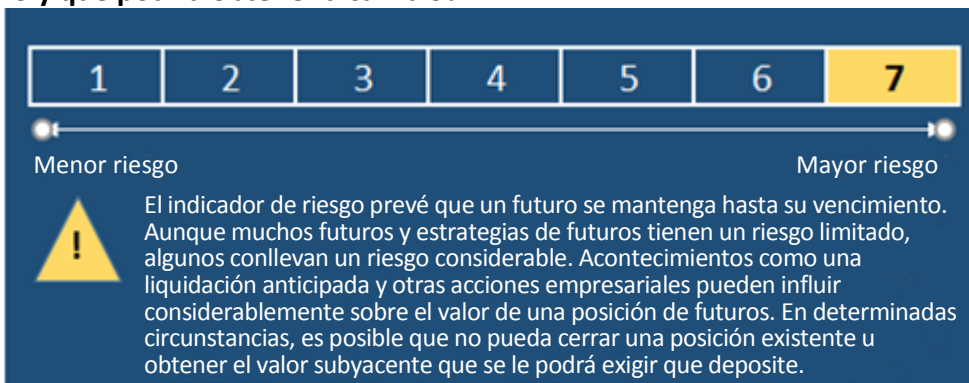 1 2 3 4 5 6 7
Menor riesgo Mayor riesgo
! El indicador de riesgo prevé que un futuro se mantenga hasta su vencimiento.
Aunque muchos futuros y estrategias de futuros tienen un riesgo limitado,
algunos conllevan un riesgo considerable. Acontecimientos como una
liquidación anticipada y otras acciones empresariales pueden influir
considerablemente sobre el valor de una posición de futuros. En determinadas
circunstancias, es posible que no pueda cerrar una posición existente u
obtener el valor subyacente que se le podrá exigir que deposite.